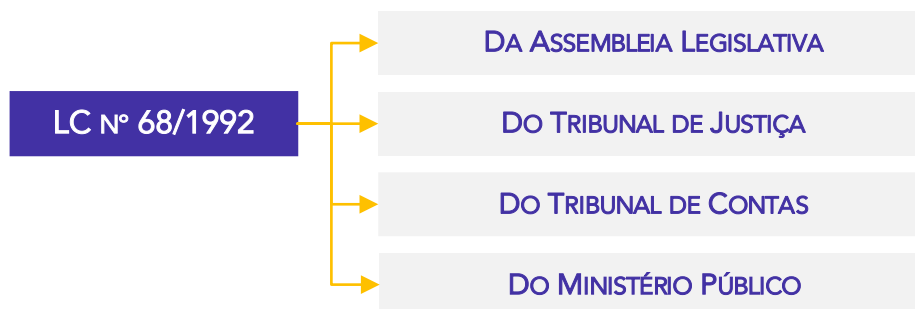 DA ASSEMBLEIA LEGISLATIVA
LC Nº 68/1992
DO TRIBUNAL DE JUSTIÇA
DO TRIBUNAL DE CONTAS
DO MINISTÉRIO PÚBLICO